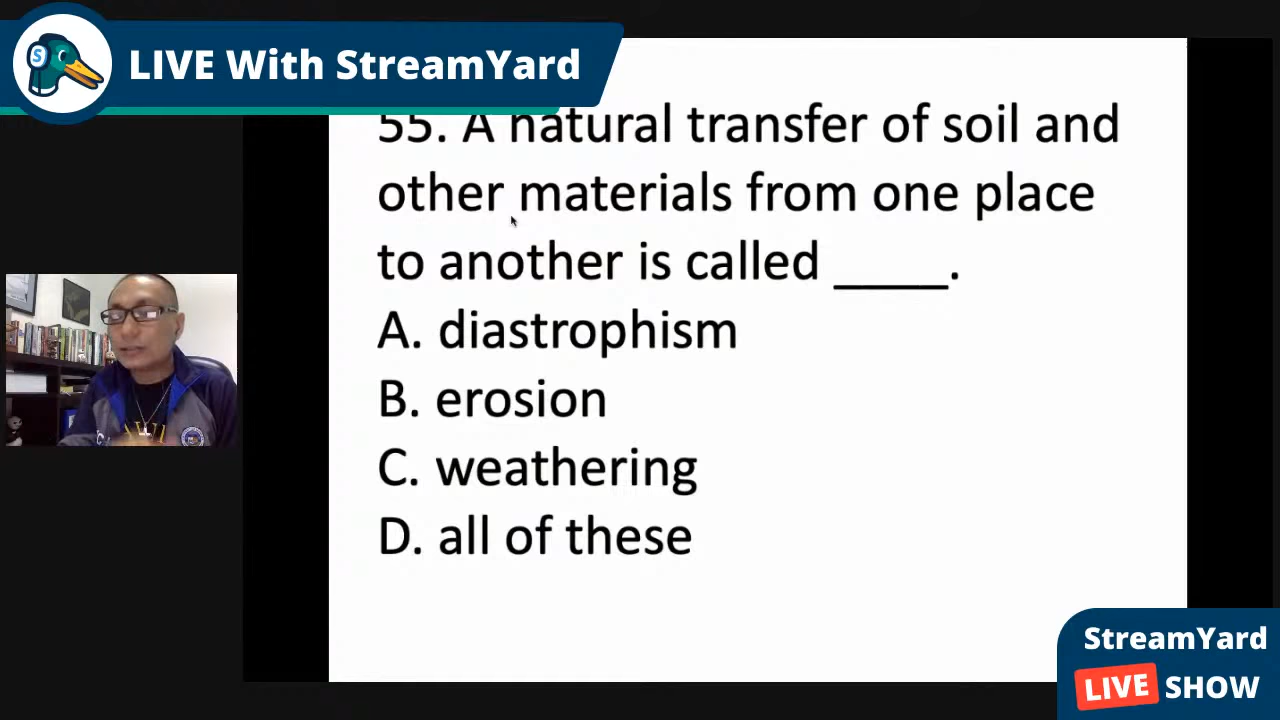 LIVE With StreamYard
55. A natural transfer of soil and
other materials from one place
to another is called ____.
A. diastrophism
B. erosion
C. weathering
D. all of these
StreamYard
LIVE SHOW